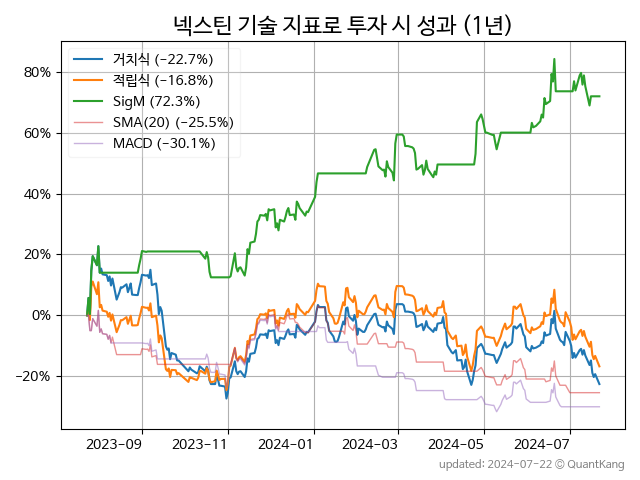 넥스틴 기술 지표로 투자 시 성과 (1년)
거치식 (−22.7%)
적립식 (−16.8%)
SigM (72.3%)
SMA(20) (−25.5%)
MACD (−30.1%)
80%
60%
40%
20%
0%
−20%
2023−09
2023−11
2024−01
2024−03
2024−05
2024−07
updated: 2024-07-22 © QuantKang